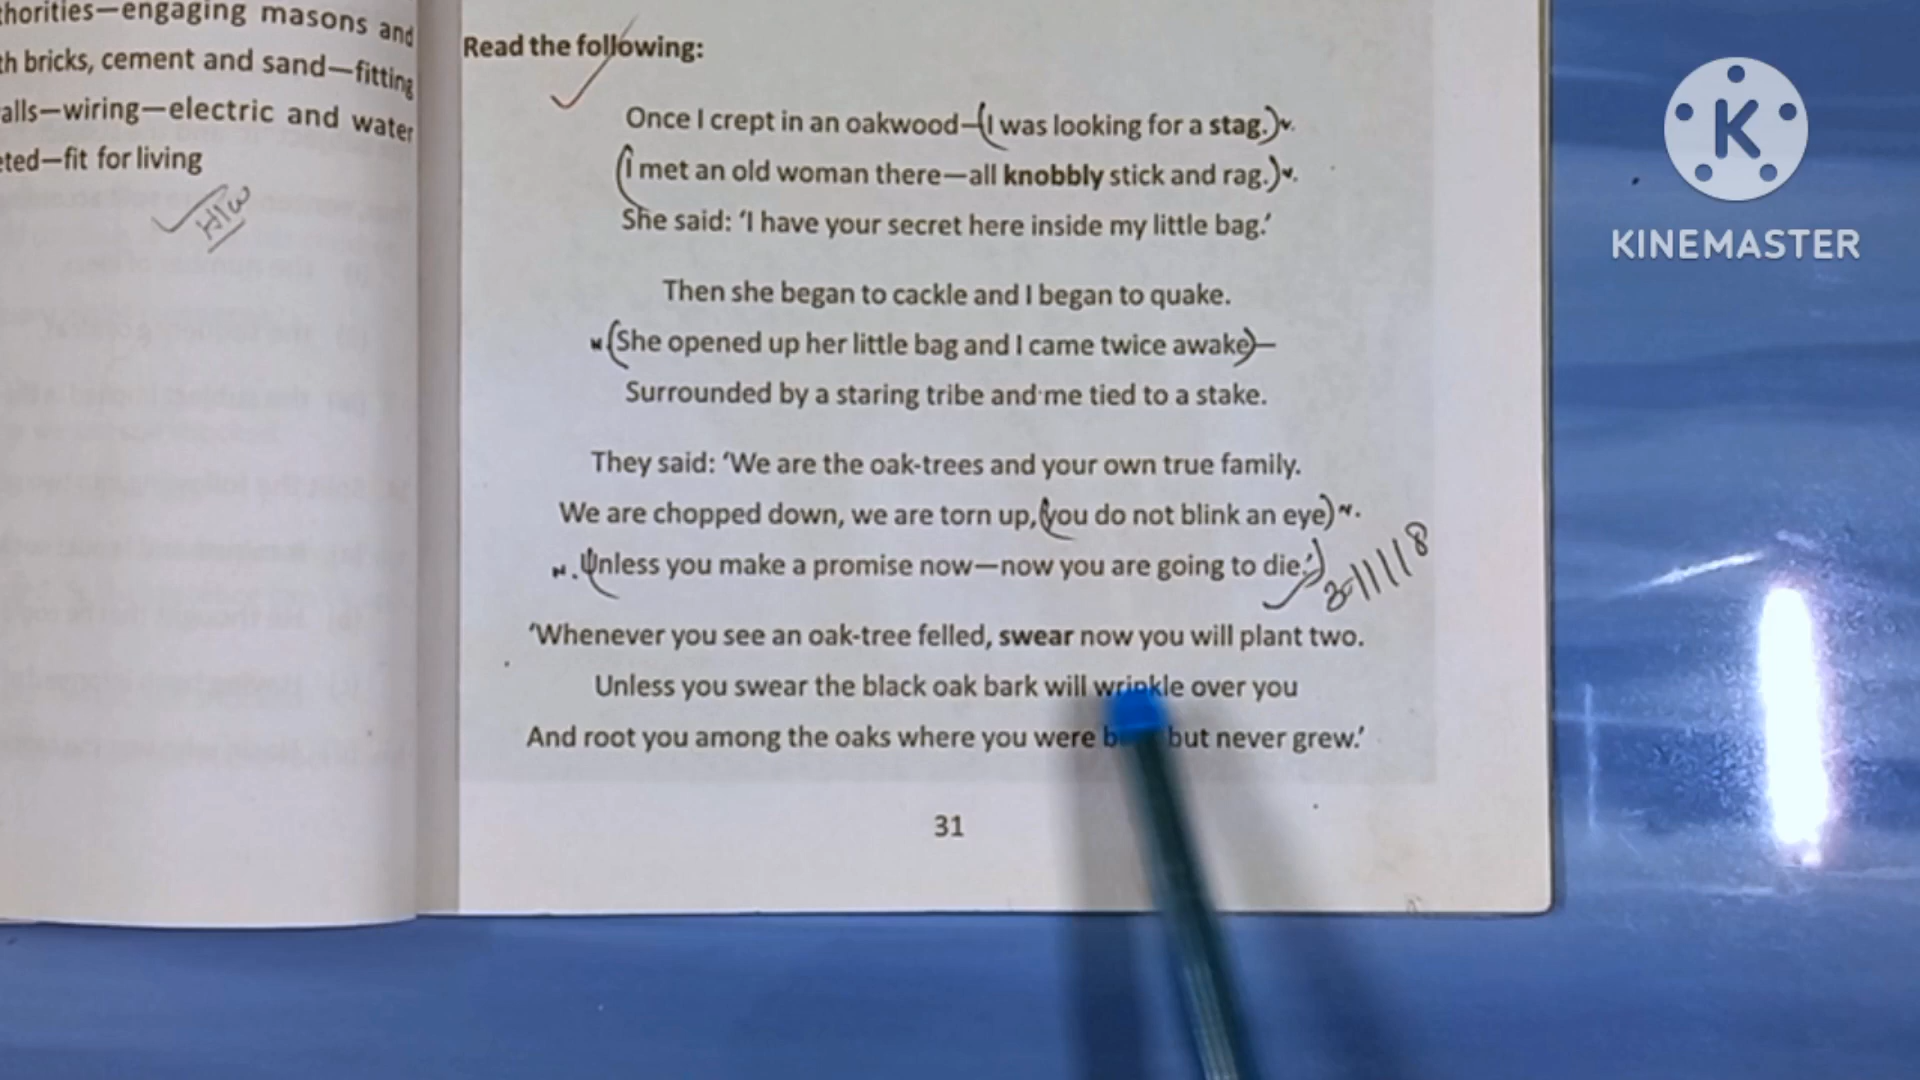 thorities—engaging masons and
th bricks, cement and sand—fitting
alls—wiring—electric and water
eted—fit for living
H/W
Read the following:
Once I crept in an oakwood—(I was looking for a stag.)
(I met an old woman there—all knobbly stick and rag.)
She said: ‘I have your secret here inside my little bag.’
Then she began to cackle and I began to quake.
(She opened up her little bag and I came twice awake)—
Surrounded by a staring tribe and me tied to a stake.
They said: ‘We are the oak-trees and your own true family.
We are chopped down, we are torn up, (you do not blink an eye)
Unless you make a promise now—now you are going to die.’)
‘Whenever you see an oak-tree felled, swear now you will plant two.
Unless you swear the black oak bark will wrinkle over you
And root you among the oaks where you were but never grew.’
31
KINEMASTER